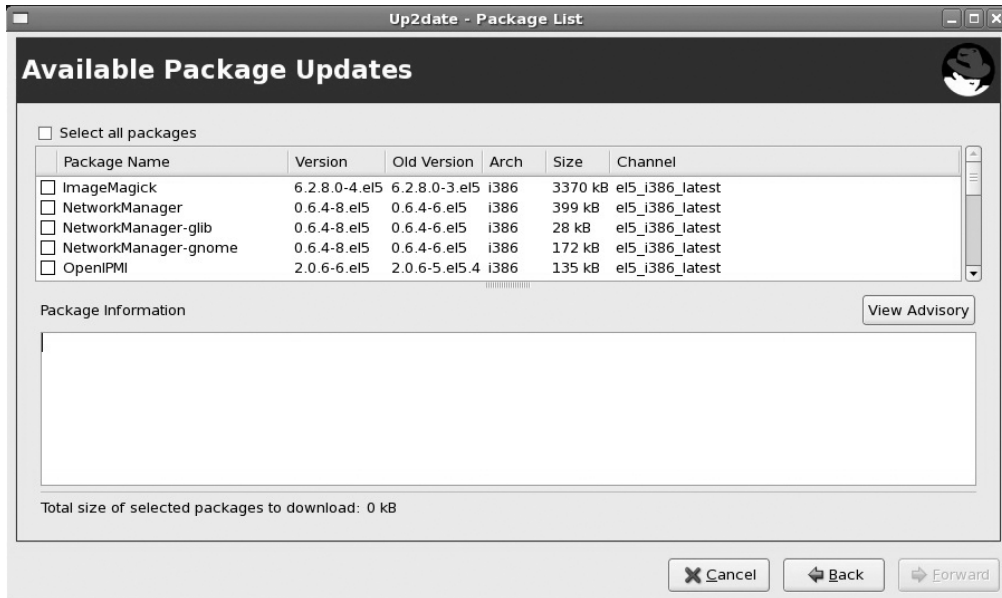 Up2date - Package List
Available Package Updates
Select all packages
Package Name Version Old Version Arch Size Channel
ImageMagick 6.2.8.0-4.el5 6.2.8.0-3.el5 i386 3370 kB el5_i386_latest
NetworkManager 0.6.4-8.el5 0.6.4-6.el5 i386 399 kB el5_i386_latest
NetworkManager-glib 0.6.4-8.el5 0.6.4-6.el5 i386 28 kB el5_i386_latest
NetworkManager-gnome 0.6.4-8.el5 0.6.4-6.el5 i386 172 kB el5_i386_latest
OpenIPMI 2.0.6-6.el5 2.0.6-5.el5.4 i386 135 kB el5_i386_latest
Package Information View Advisory
Total size of selected packages to download: 0 kB
Cancel Back Forward